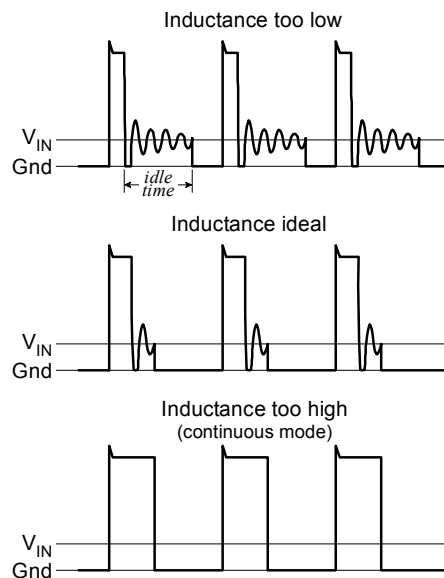 Inductance too low
V_IN
Gnd
idle
time
Inductance ideal
V_IN
Gnd
Inductance too high
(continuous mode)
V_IN
Gnd